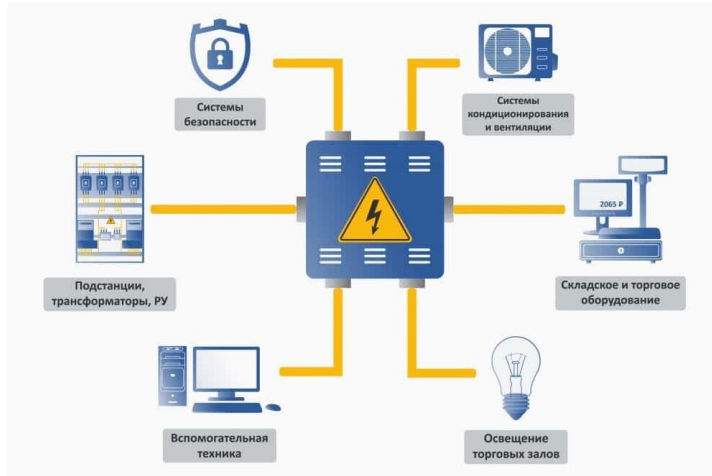 Системы
безопасности
Системы
кондиционирования
и вентиляции
2065 ₽
Подстанции,
трансформаторы, РУ
Складское и торговое
оборудование
Вспомогательная
техника
Освещение
торговых залов